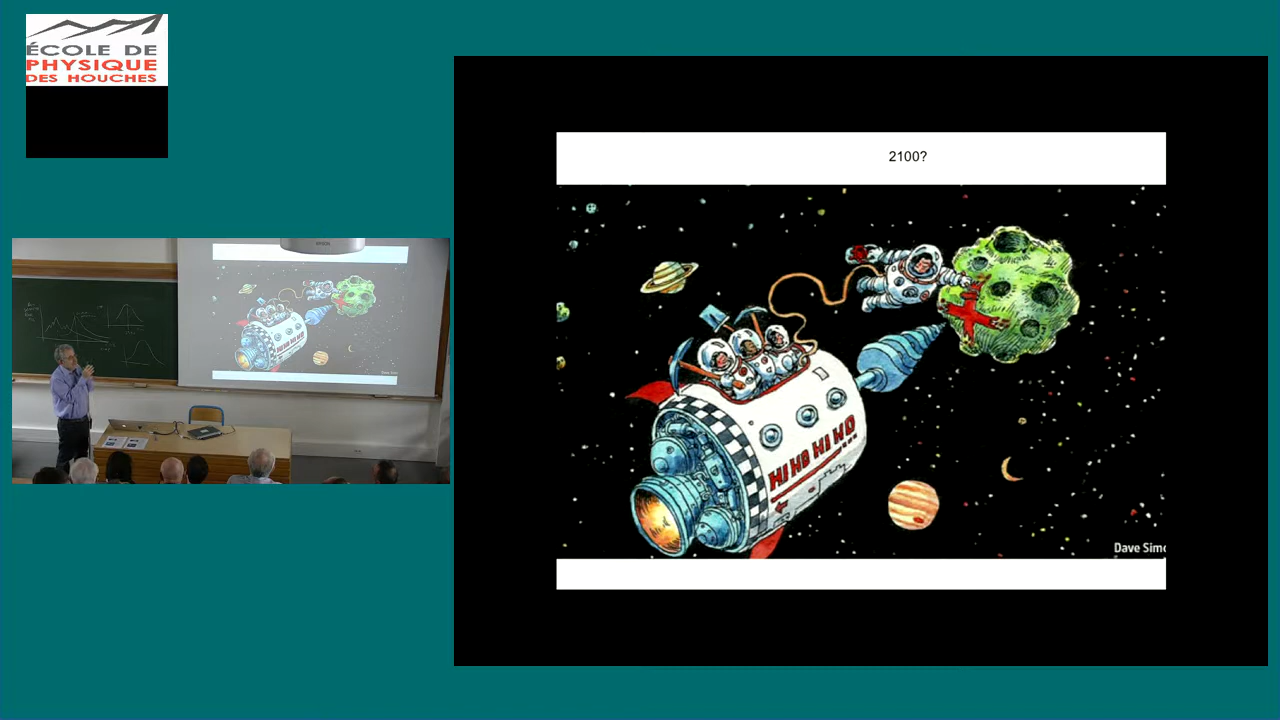 ÉCOLE DE
PHYSIQUE
DES HOUCHES
2100?
HI HO HI HO
Dave Simo